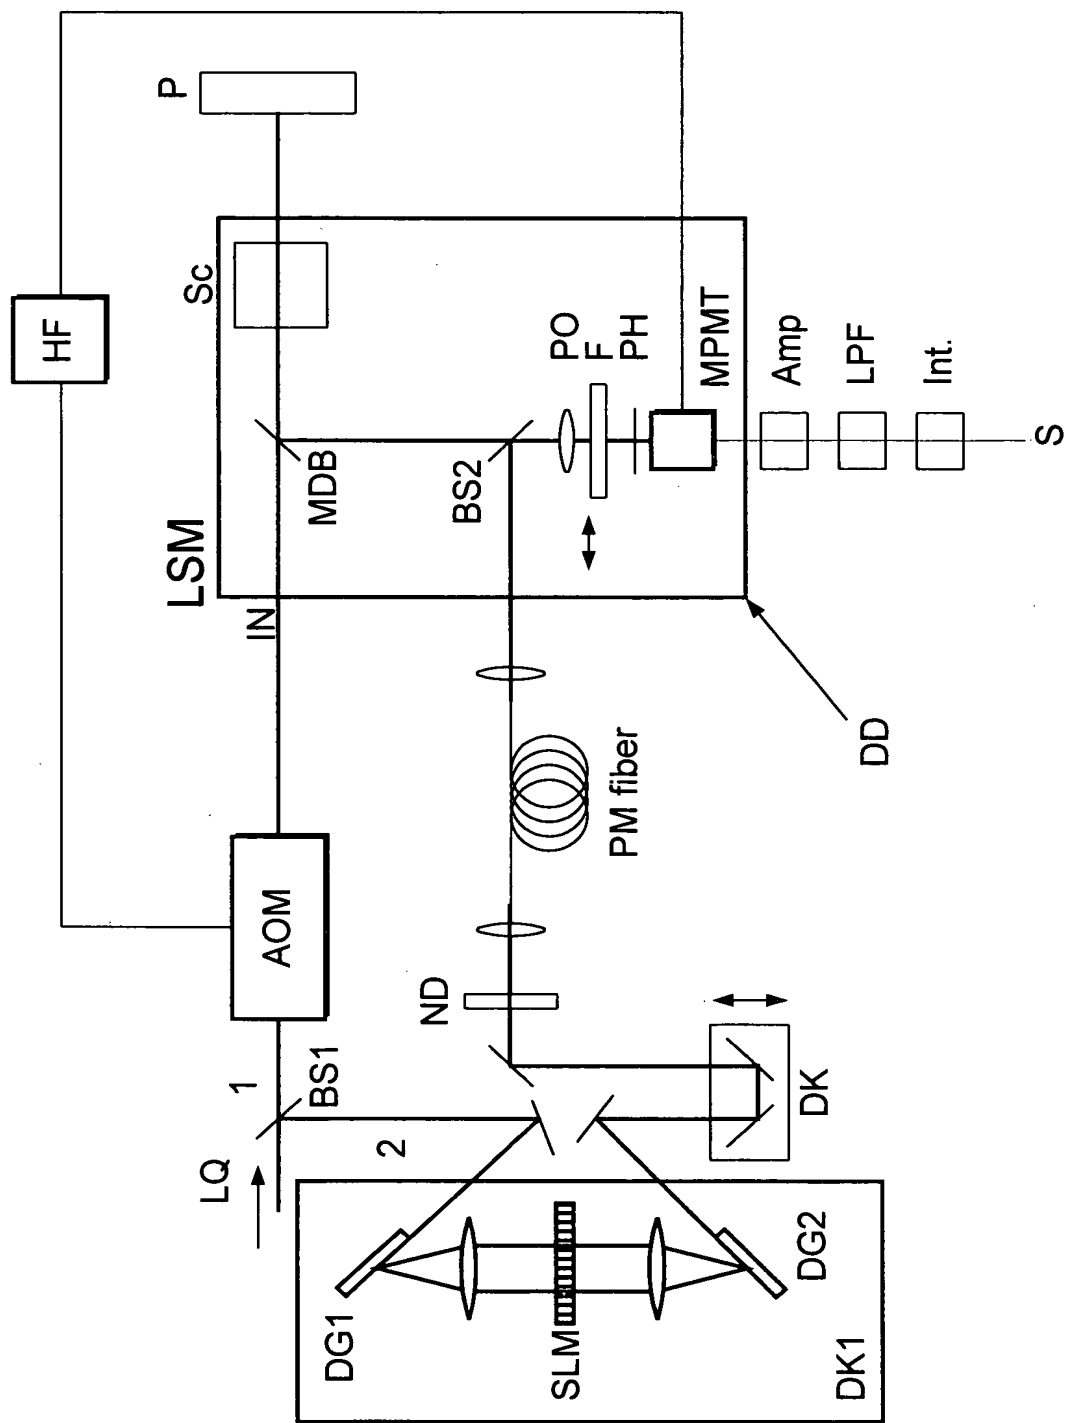 LQ
1
BS1
2
AOM
HF
IN
LSM
MDB
Sc
P
BS2
PO
F
PH
MPMT
Amp
LPF
Int.
S
DD
PM fiber
ND
DK
DG1
SLM
DG2
DK1